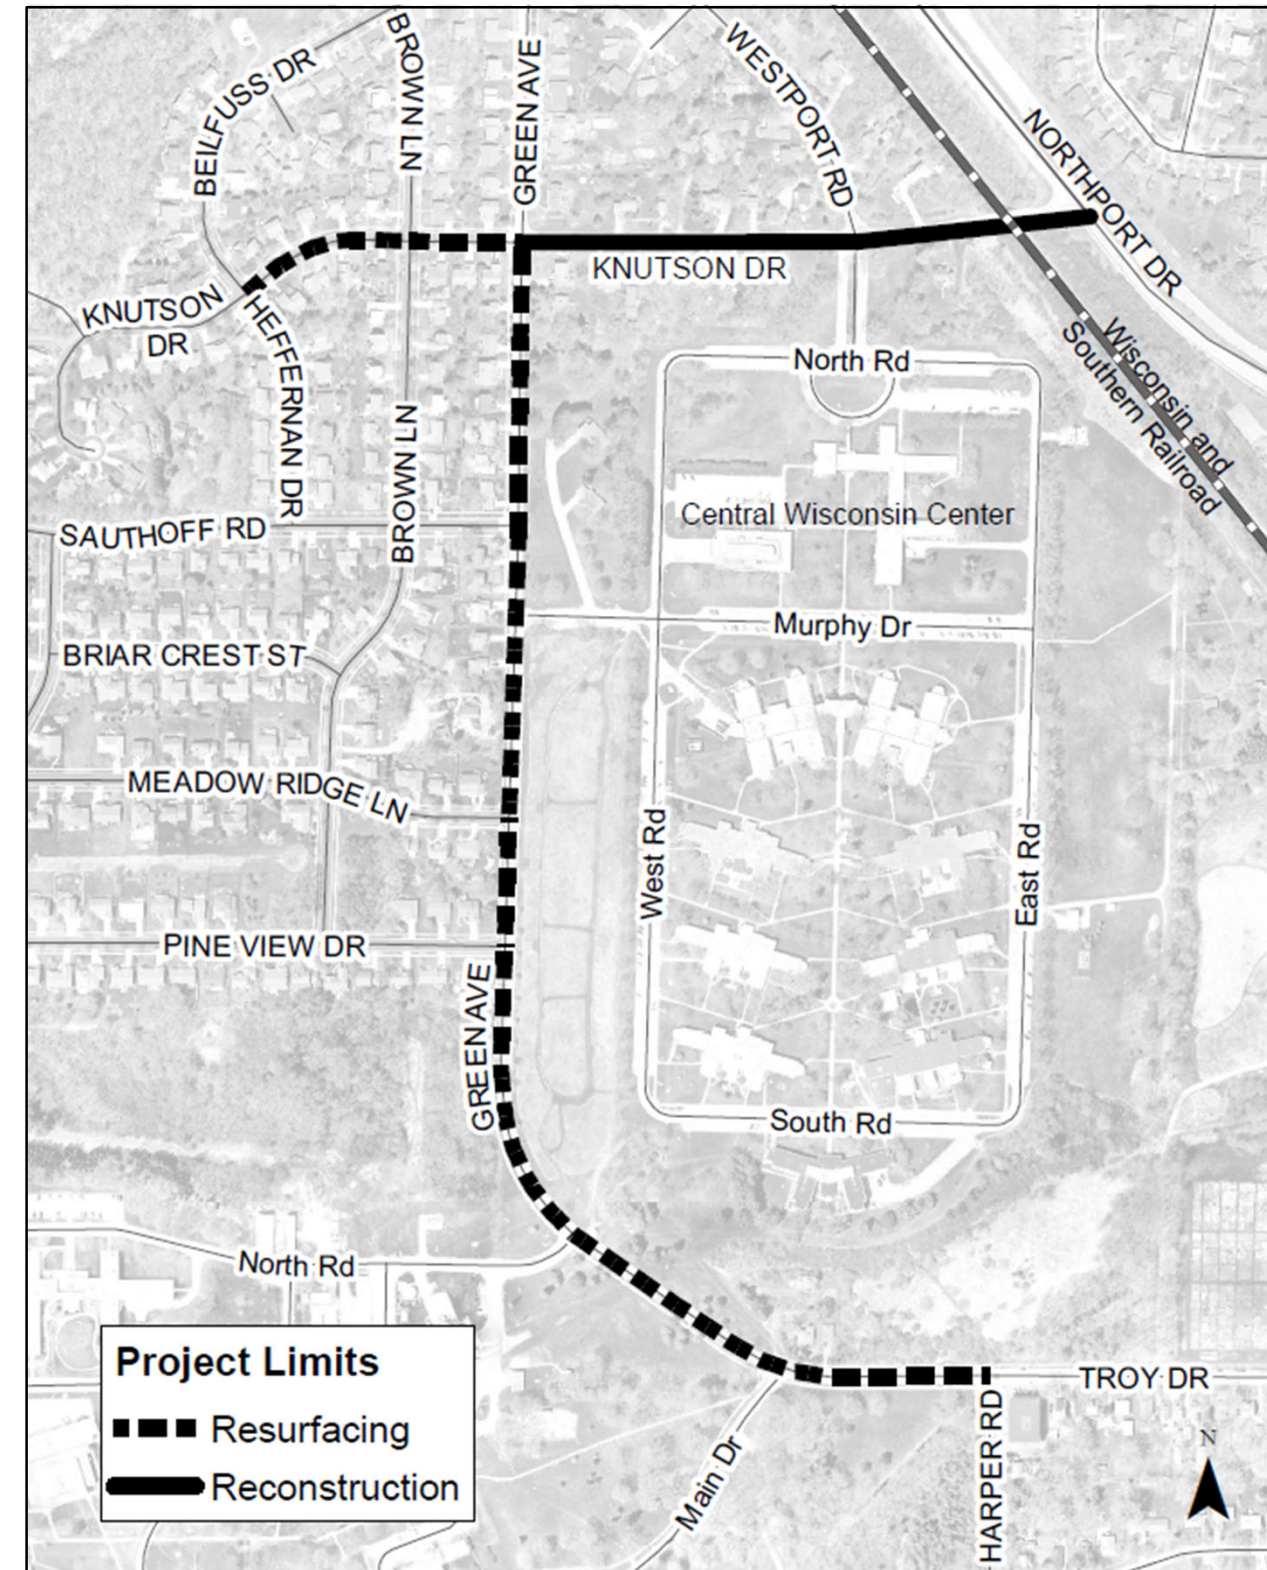 BROWN LN
GREEN AVE
WESTPORT RD
BEILFUSS DR
NORTHPORT DR
KNUTSON DR
KNUTSON
DR
HEFFERNAN DR
North Rd
Wisconsin and
Southern Railroad
BROWN LN
Central Wisconsin Center
SAUTHOFF RD
Murphy Dr
BRIAR CREST ST
MEADOW RIDGE LN
West Rd
East Rd
PINE VIEW DR
GREEN AVE
South Rd
North Rd
Project Limits
Resurfacing
Reconstruction
TROY DR
HARPER RD
Main Dr
N